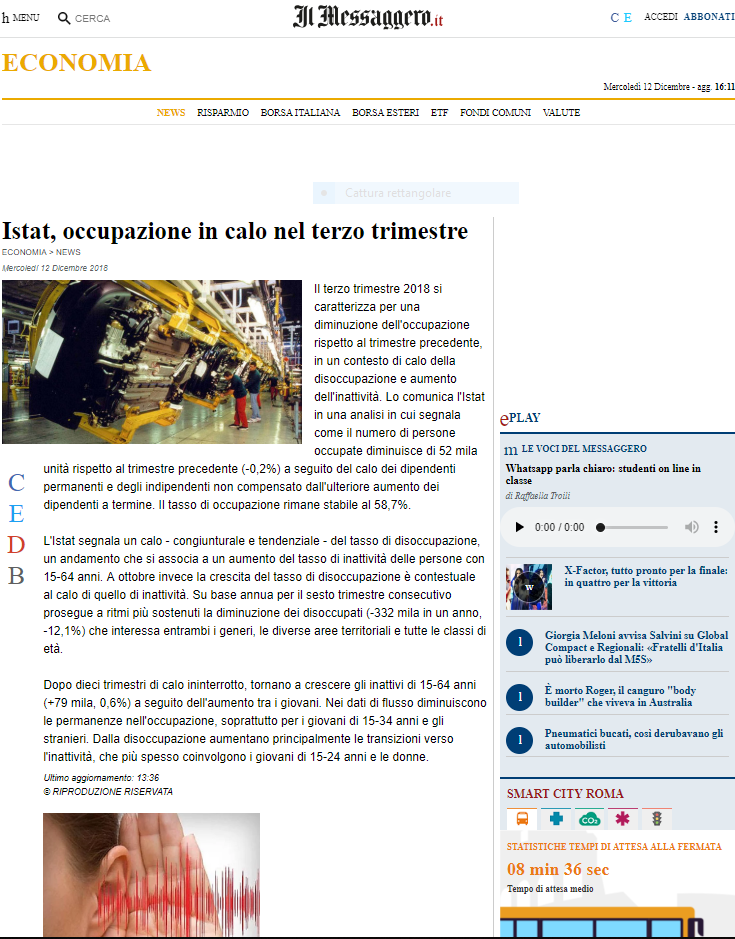 h MENU CERCA Il Messaggero.it C E ACCEDI ABBONATI
ECONOMIA
Mercoledì 12 Dicembre - agg. 16:11
NEWS RISPARMIO BORSA ITALIANA BORSA ESTERI ETF FONDI COMUNI VALUTE
Cattura rettangolare
Istat, occupazione in calo nel terzo trimestre
ECONOMIA > NEWS
Mercoledì 12 Dicembre 2018
Il terzo trimestre 2018 si
caratterizza per una
diminuzione dell'occupazione
rispetto al trimestre precedente,
in un contesto di calo della
disoccupazione e aumento
dell'inattività. Lo comunica l'Istat
in una analisi in cui segnala
come il numero di persone
occupate diminuisce di 52 mila
unità rispetto al trimestre precedente (-0,2%) a seguito del calo dei dipendenti
permanenti e degli indipendenti non compensato dall'ulteriore aumento dei
dipendenti a termine. Il tasso di occupazione rimane stabile al 58,7%.
C
E
D
B
L'Istat segnala un calo - congiunturale e tendenziale - del tasso di disoccupazione,
un andamento che si associa a un aumento del tasso di inattività delle persone con
15-64 anni. A ottobre invece la crescita del tasso di disoccupazione è contestuale
al calo di quello di inattività. Su base annua per il sesto trimestre consecutivo
prosegue a ritmi più sostenuti la diminuzione dei disoccupati (-332 mila in un anno,
-12,1%) che interessa entrambi i generi, le diverse aree territoriali e tutte le classi di
età.
Dopo dieci trimestri di calo ininterrotto, tornano a crescere gli inattivi di 15-64 anni
(+79 mila, 0,6%) a seguito dell'aumento tra i giovani. Nei dati di flusso diminuiscono
le permanenze nell'occupazione, soprattutto per i giovani di 15-34 anni e gli
stranieri. Dalla disoccupazione aumentano principalmente le transizioni verso
l'inattività, che più spesso coinvolgono i giovani di 15-24 anni e le donne.
Ultimo aggiornamento: 13:36
© RIPRODUZIONE RISERVATA
ePLAY
m LE VOCI DEL MESSAGGERO
Whatsapp parla chiaro: studenti on line in
classe
di Raffaella Troili
0:00 / 0:00
w
X-Factor, tutto pronto per la finale:
in quattro per la vittoria
l
Giorgia Meloni avvisa Salvini su Global
Compact e Regionali: «Fratelli d'Italia
può liberarlo dal M5S»
l
È morto Roger, il canguro "body
builder" che viveva in Australia
l
Pneumatici bucati, così derubavano gli
automobilisti
SMART CITY ROMA
CO2
STATISTICHE TEMPI DI ATTESA ALLA FERMATA
08 min 36 sec
Tempo di attesa medio